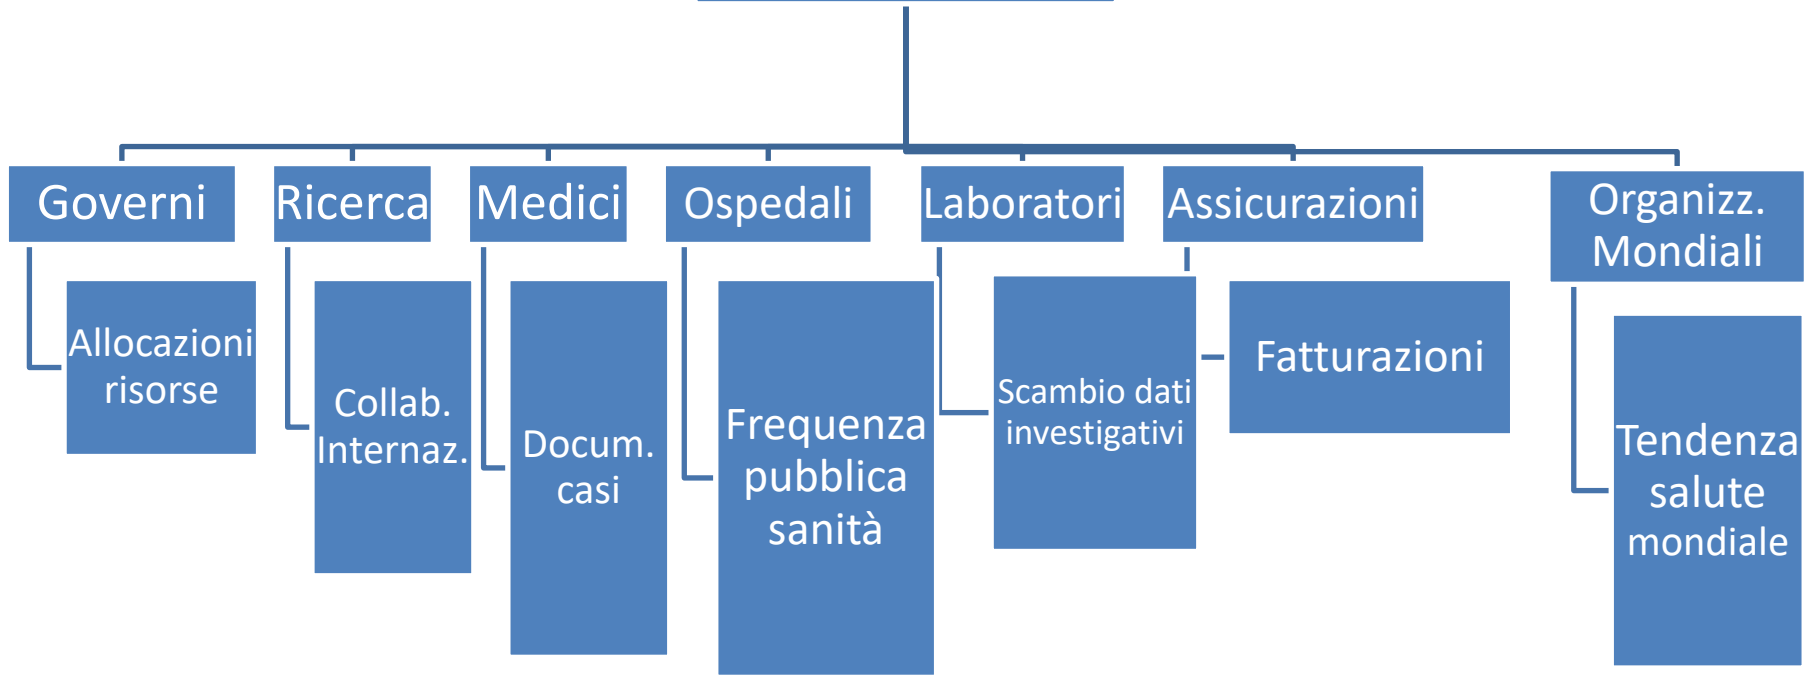 Governi
Ricerca
Medici
Ospedali
Laboratori
Assicurazioni
Organizz.
Mondiali
Allocazioni
risorse
Collab.
Internaz.
Docum.
casi
Frequenza
pubblica
sanità
Scambio dati
investigativi
Fatturazioni
Tendenza
salute
mondiale